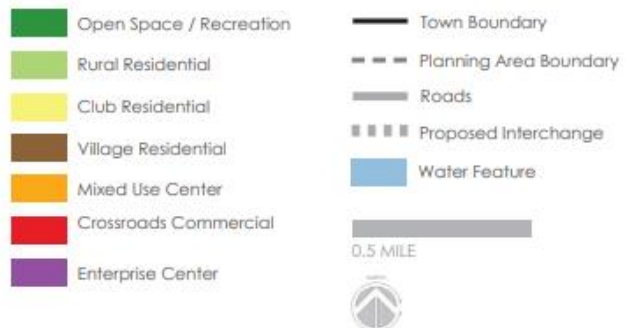 Open Space / Recreation
Rural Residential
Club Residential
Village Residential
Mixed Use Center
Crossroads Commercial
Enterprise Center
Town Boundary
Planning Area Boundary
Roads
Proposed Interchange
Water Feature
0.5 MILE